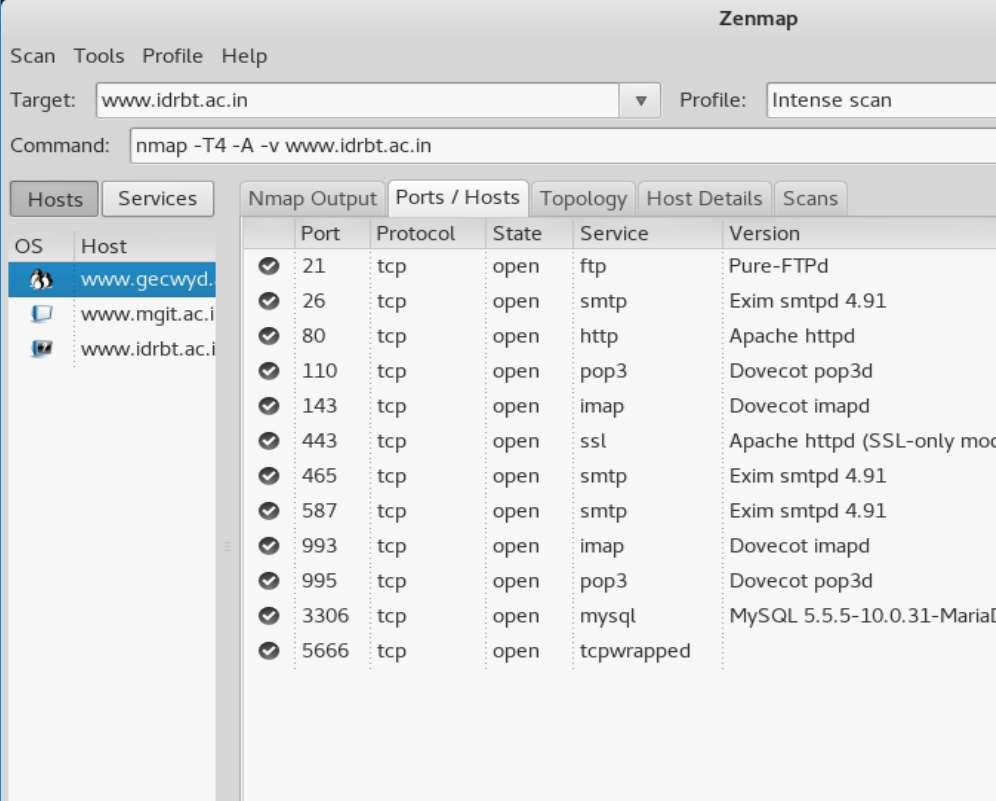 Zenmap
Scan Tools Profile Help
Target: www.idrbt.ac.in Profile: Intense scan
Command: nmap -T4 -A -v www.idrbt.ac.in
Hosts Services Nmap Output Ports / Hosts Topology Host Details Scans
OS Host
www.gecwyd.
www.mgit.ac.i
www.idrbt.ac.i
Port Protocol State Service Version
21 tcp open ftp Pure-FTPd
26 tcp open smtp Exim smtpd 4.91
80 tcp open http Apache httpd
110 tcp open pop3 Dovecot pop3d
143 tcp open imap Dovecot imapd
443 tcp open ssl Apache httpd (SSL-only
465 tcp open smtp Exim smtpd 4.91
587 tcp open smtp Exim smtpd 4.91
993 tcp open imap Dovecot imapd
995 tcp open pop3 Dovecot pop3d
3306 tcp open mysql MySQL 5.5.5-10.0.31-Maria
5666 tcp open tcpwrapped